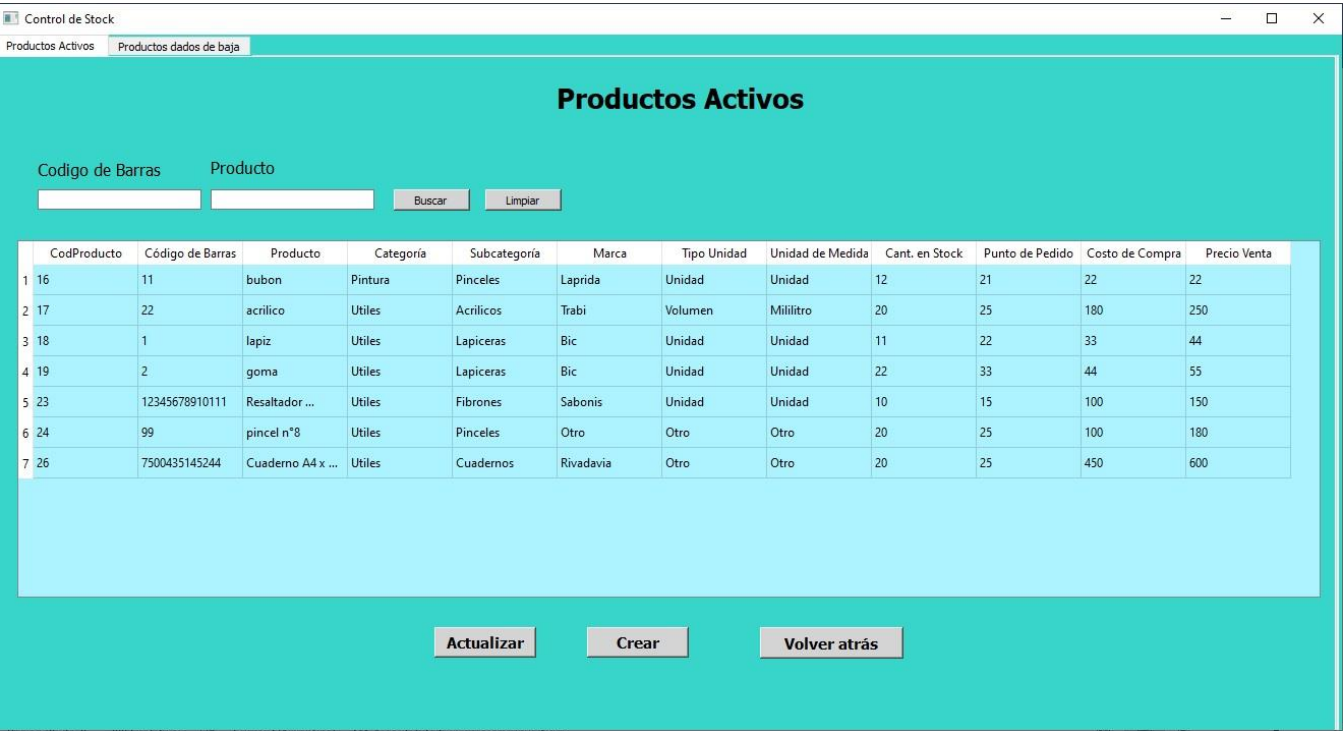 Control de Stock
Productos Activos Productos dados de baja
Productos Activos
Codigo de Barras Producto
Buscar Limpiar
CodProducto Código de Barras Producto Categoría Subcategoría Marca Tipo Unidad Unidad de Medida Cant. en Stock Punto de Pedido Costo de Compra Precio Venta
1 16 11 bubon Pintura Pinceles Laprida Unidad Unidad 12 21 22 22
2 17 22 acrilico Utiles Acrilicos Trabi Volumen Mililitro 20 25 180 250
3 18 1 lapiz Utiles Lapiceras Bic Unidad Unidad 11 22 33 44
4 19 2 goma Utiles Lapiceras Bic Unidad Unidad 22 33 44 55
5 23 12345678910111 Resaltador ... Utiles Fibrones Sabonis Unidad Unidad 10 15 100 150
6 24 99 pincel n°8 Utiles Pinceles Otro Otro Otro 20 25 100 180
7 26 7500435145244 Cuaderno A4 x ... Utiles Cuadernos Rivadavia Otro Otro 20 25 450 600
Actualizar Crear Volver atrás